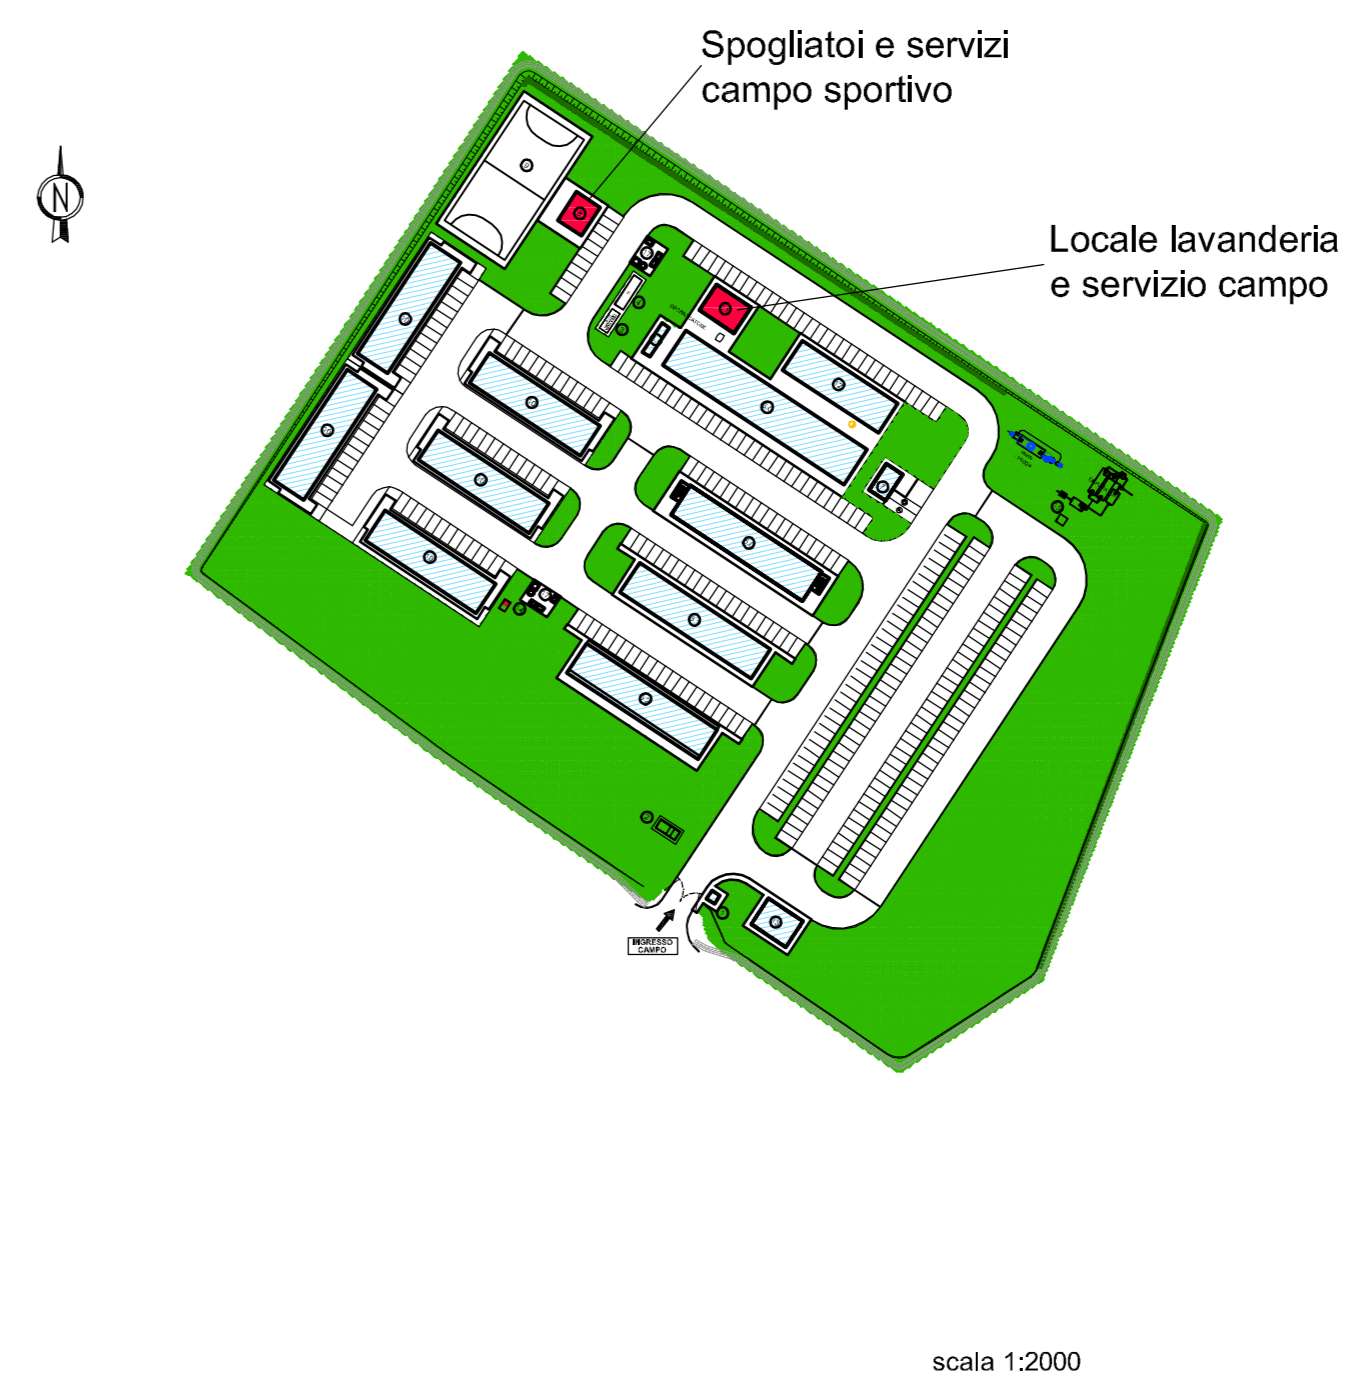 Spogliatoi e servizi
campo sportivo
N
Locale lavanderia
e servizio campo
INGRESSO
CAMPO
scala 1:2000